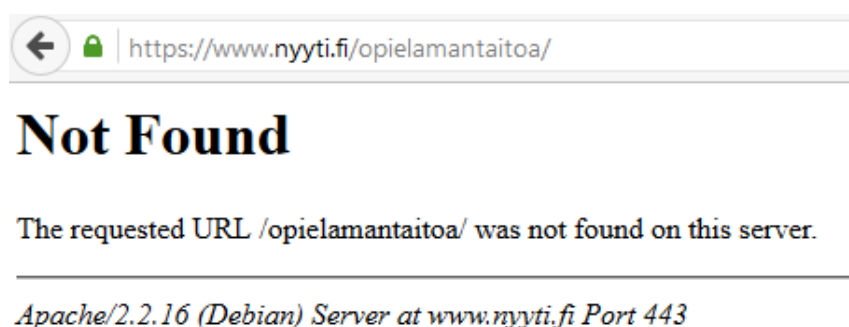 https://www.nyyti.fi/opielamantaitoa/
Not Found
The requested URL /opielamantaitoa/ was not found on this server.
Apache/2.2.16 (Debian) Server at www.nyyti.fi Port 443